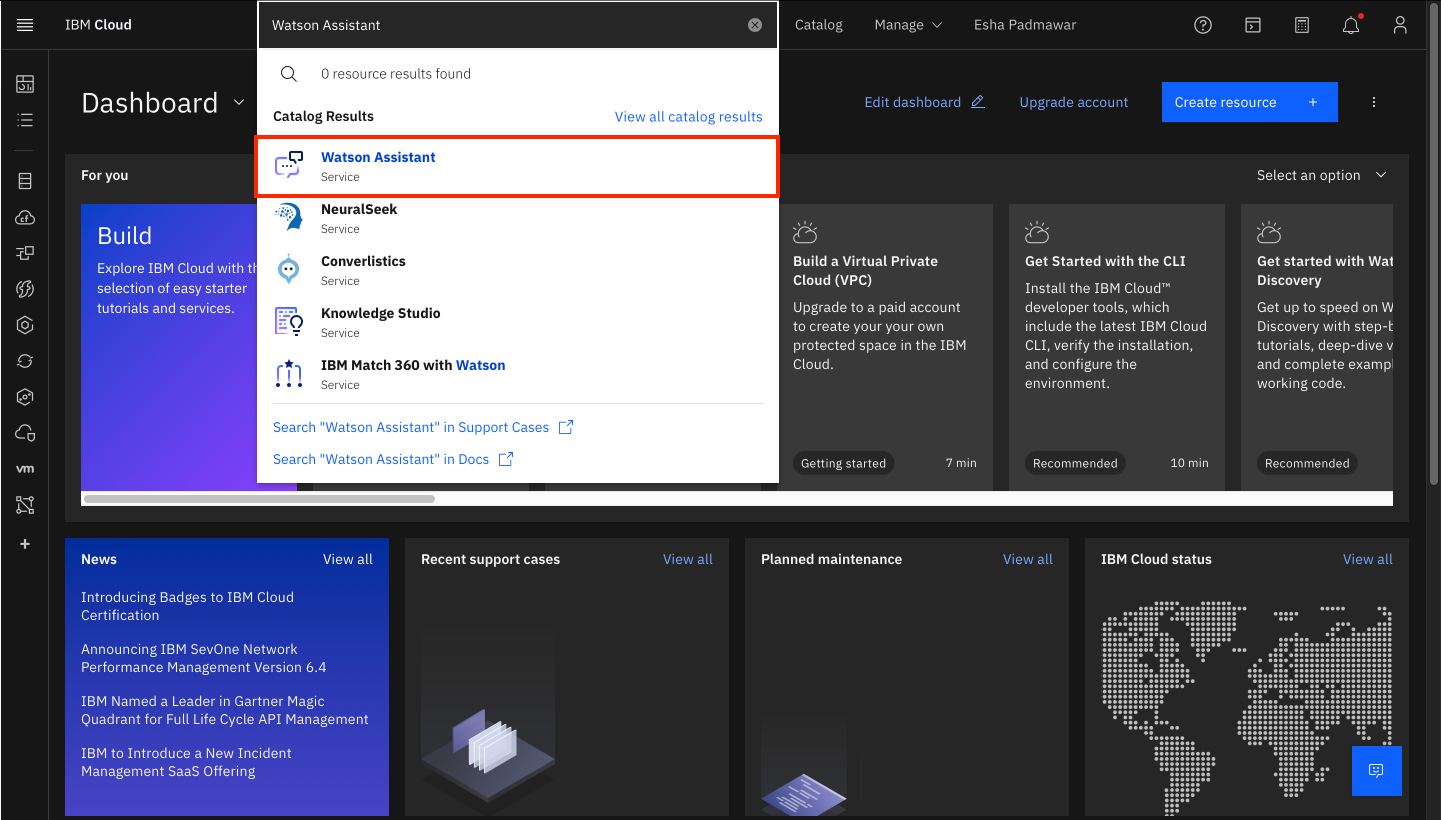 IBM Cloud
Watson Assistant
Catalog
Manage
Esha Padmawar
0 resource results found
Catalog Results
View all catalog results
Watson Assistant
Service
NeuralSeek
Service
Converlistics
Service
Knowledge Studio
Service
IBM Match 360 with Watson
Service
Search "Watson Assistant" in Support Cases
Search "Watson Assistant" in Docs
Dashboard
Edit dashboard
Upgrade account
Create resource +
For you
Select an option
Build
Explore IBM Cloud with th
selection of easy starter
tutorials and services.
Build a Virtual Private
Cloud (VPC)
Upgrade to a paid account
to create your your own
protected space in the IBM
Cloud.
Getting started
7 min
Get Started with the CLI
Install the IBM Cloud™
developer tools, which
include the latest IBM Cloud
CLI, verify the installation,
and configure the
environment.
Recommended
10 min
Get started with Wat
Discovery
Get up to speed on W
Discovery with step-b
tutorials, deep-dive v
and complete exampl
working code.
Recommended
vm
News
View all
Introducing Badges to IBM Cloud
Certification
Announcing IBM SevOne Network
Performance Management Version 6.4
IBM Named a Leader in Gartner Magic
Quadrant for Full Life Cycle API Management
IBM to Introduce a New Incident
Management SaaS Offering
Recent support cases
View all
Planned maintenance
View all
IBM Cloud status
View all